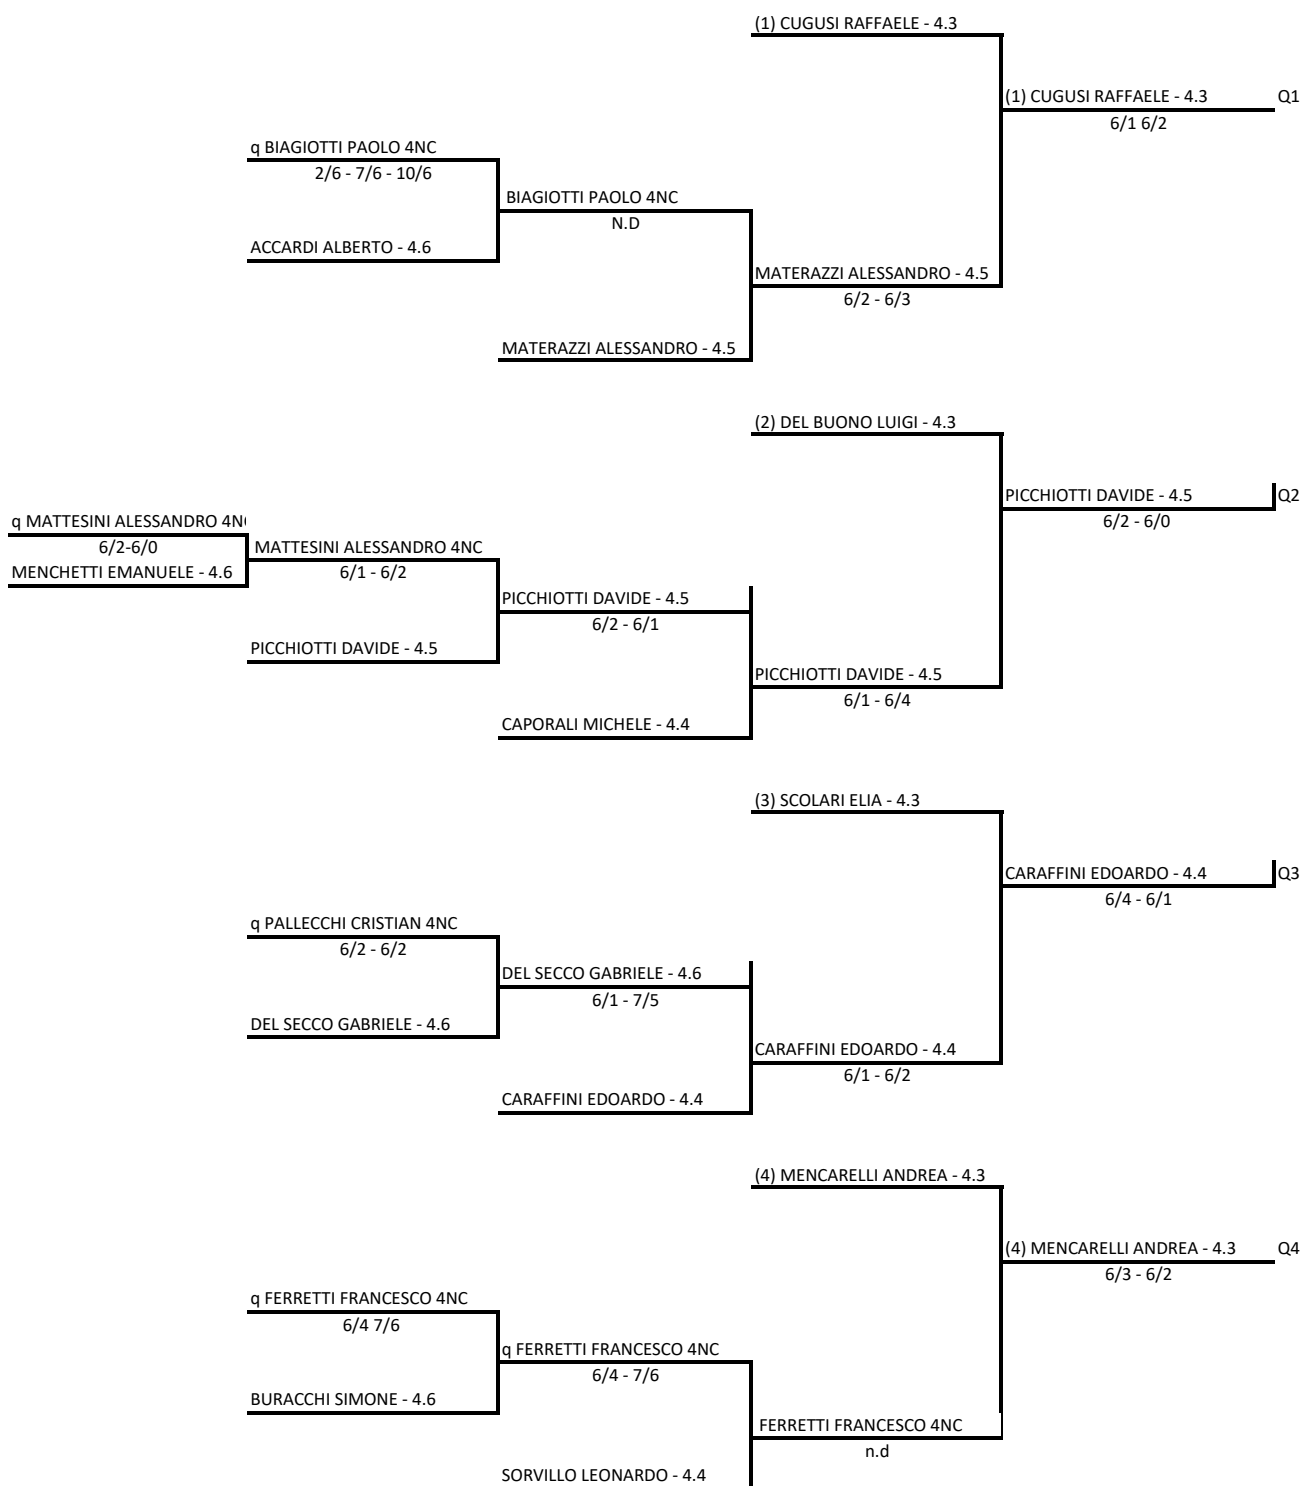 (1) CUGUSI RAFFAELE - 4.3
(1) CUGUSI RAFFAELE - 4.3 Q1
6/1 6/2
q BIAGIOTTI PAOLO 4NC
2/6 - 7/6 - 10/6
BIAGIOTTI PAOLO 4NC
N.D
ACCARDI ALBERTO - 4.6
MATERAZZI ALESSANDRO - 4.5
6/2 - 6/3
MATERAZZI ALESSANDRO - 4.5
(2) DEL BUONO LUIGI - 4.3
PICCHIOTTI DAVIDE - 4.5 Q2
6/2 - 6/0
q MATTESINI ALESSANDRO 4N
6/2-6/0
MATTESINI ALESSANDRO 4NC
MENCHETTI EMANUELE - 4.6
6/1 - 6/2
PICCHIOTTI DAVIDE - 4.5
6/2 - 6/1
PICCHIOTTI DAVIDE - 4.5
PICCHIOTTI DAVIDE - 4.5
6/1 - 6/4
CAPORALI MICHELE - 4.4
(3) SCOLARI ELIA - 4.3
CARAFFINI EDOARDO - 4.4 Q3
6/4 - 6/1
q PALLECCHI CRISTIAN 4NC
6/2 - 6/2
DEL SECCO GABRIELE - 4.6
6/1 - 7/5
DEL SECCO GABRIELE - 4.6
CARAFFINI EDOARDO - 4.4
6/1 - 6/2
CARAFFINI EDOARDO - 4.4
(4) MENCARELLI ANDREA - 4.3
(4) MENCARELLI ANDREA - 4.3 Q4
6/3 - 6/2
q FERRETTI FRANCESCO 4NC
6/4 7/6
q FERRETTI FRANCESCO 4NC
6/4 - 7/6
BURACCHI SIMONE - 4.6
FERRETTI FRANCESCO 4NC
n.d
SORVILLO LEONARDO - 4.4